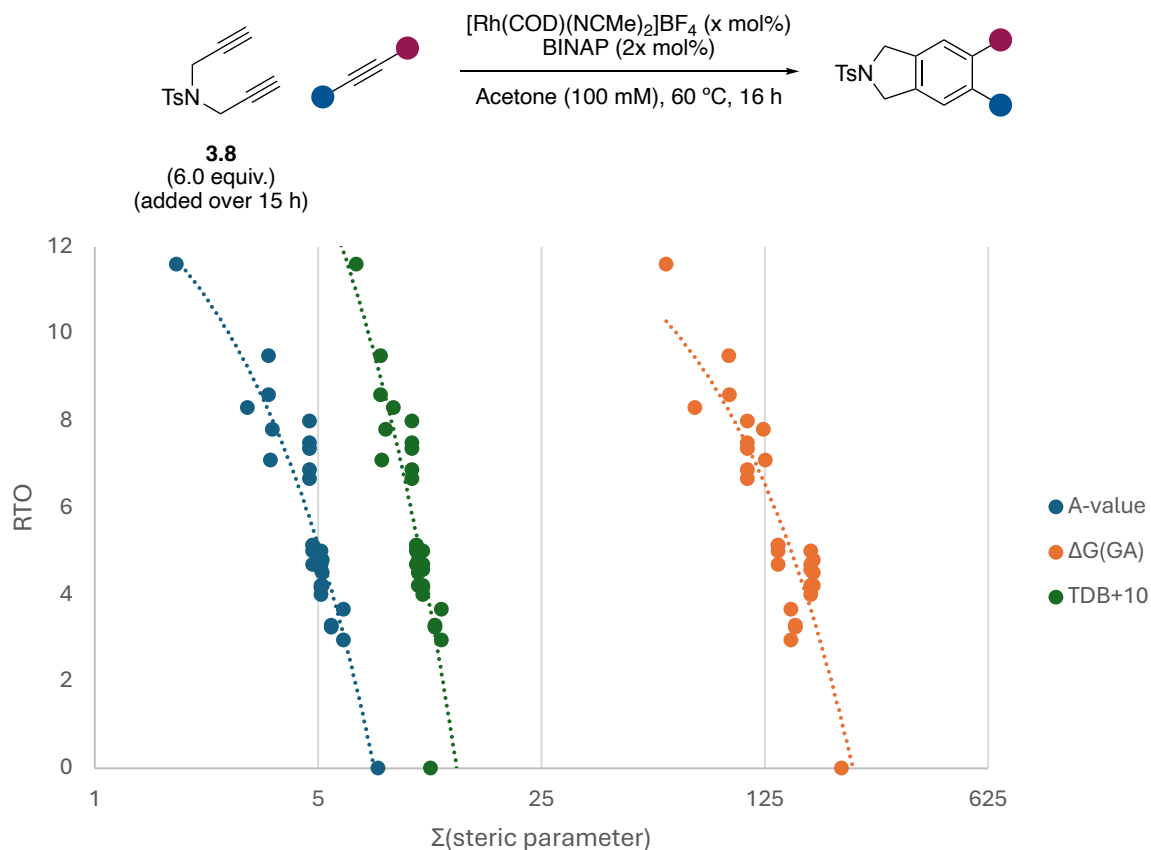 [Rh(COD)(NCMe)₂]BF₄ (x mol%)
BINAP (2x mol%)
Acetone (100 mM), 60 ºC, 16 h
TsN
TsN
3.8
(6.0 equiv.)
(added over 15 h)
12
10
8
6
4
2
0
RTO
1
5
25
125
625
Σ(steric parameter)
A-value
ΔG(GA)
TDB+10